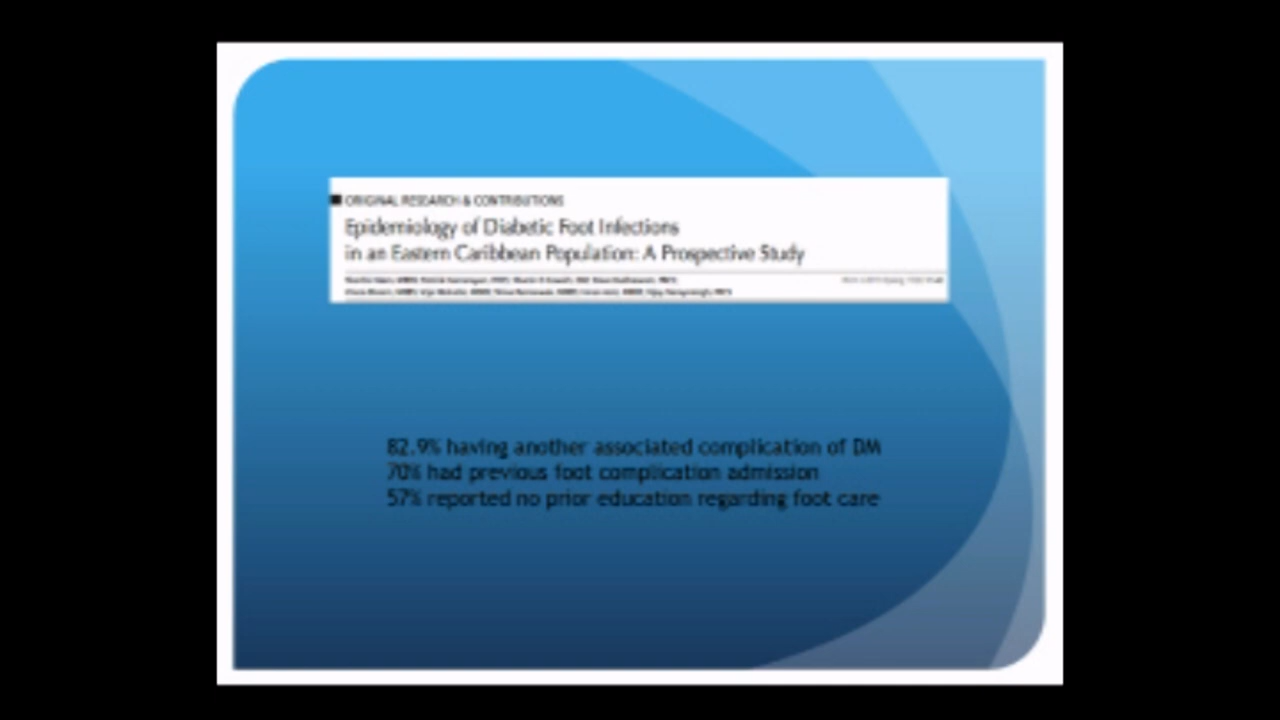 ORIGINAL RESEARCH & CONTRIBUTIONS
Epidemiology of Diabetic Foot Infections
in an Eastern Caribbean Population: A Prospective Study
82.9% having another associated complication of DM
70% had previous foot complication admission
57% reported no prior education regarding foot care